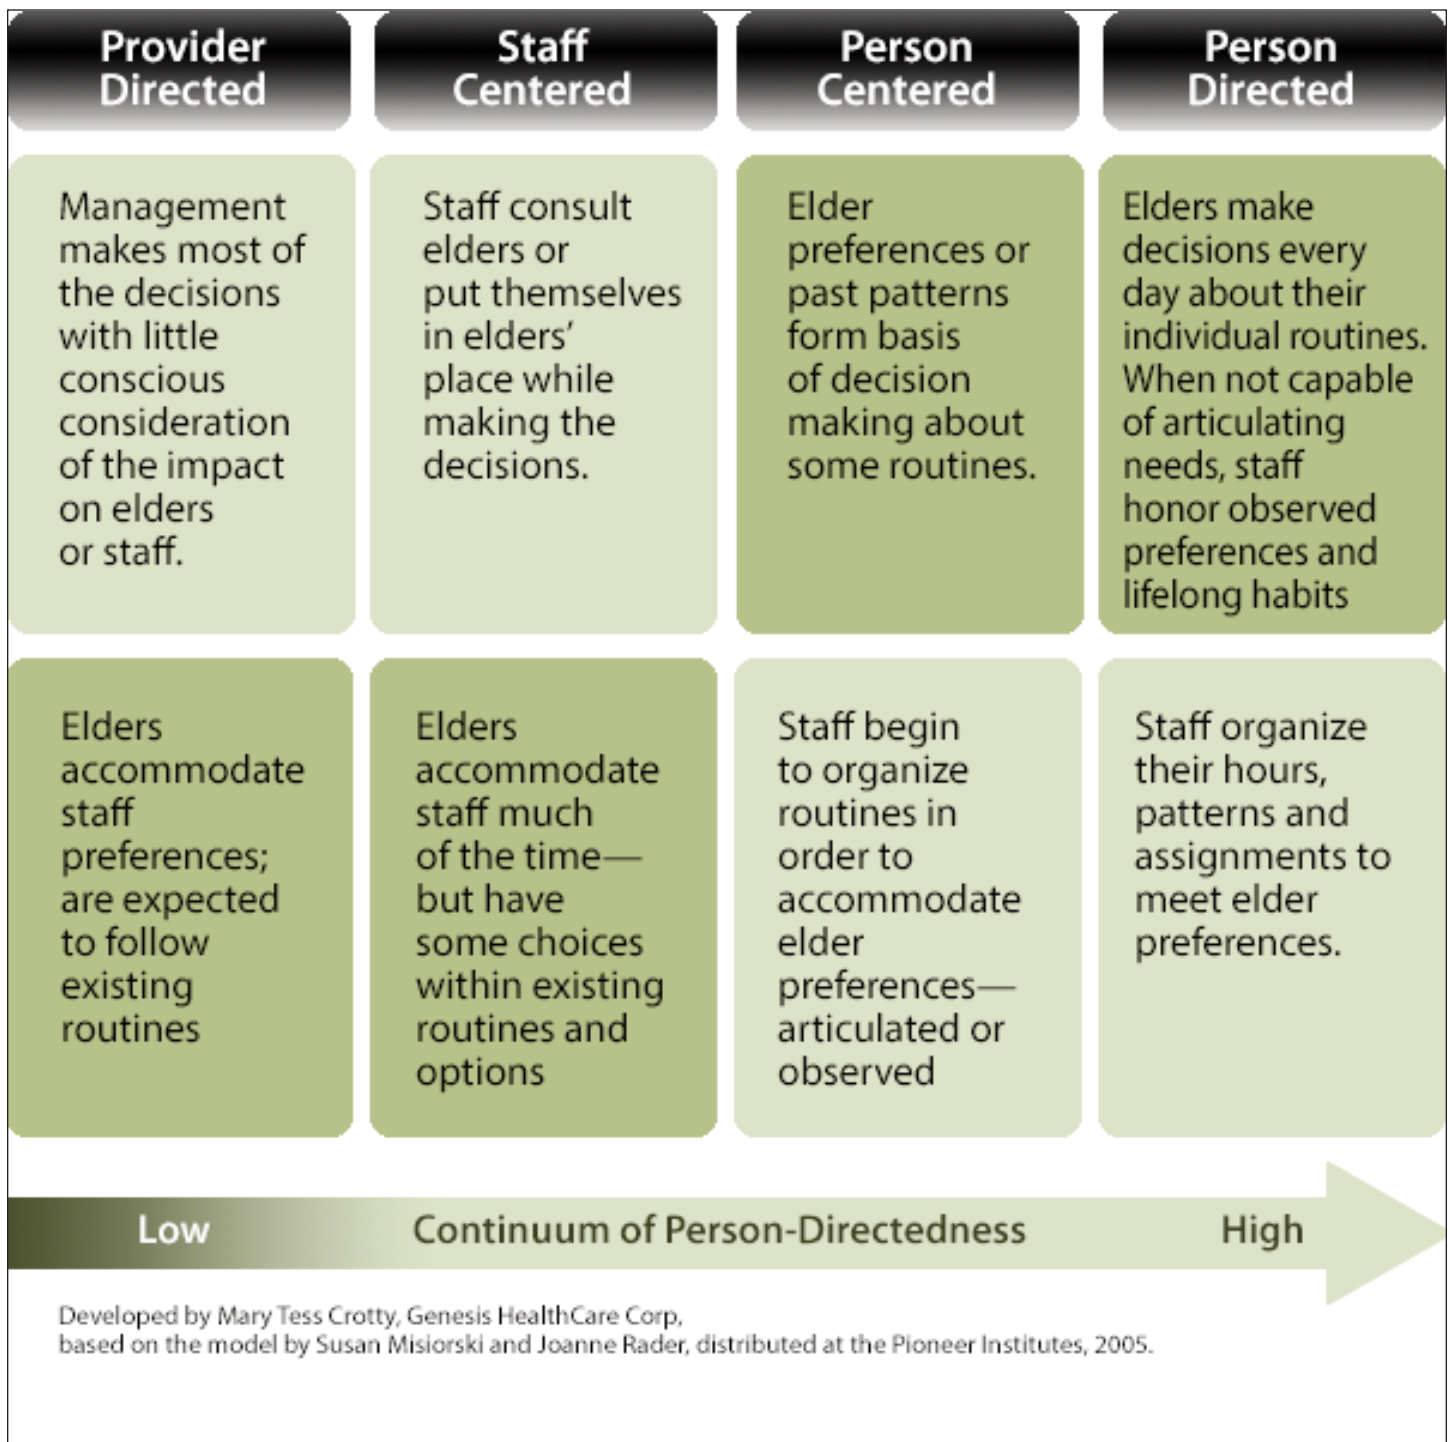 Provider
Directed
Staff
Centered
Person
Centered
Person
Directed
Management
makes most of
the decisions
with little
conscious
consideration
of the impact
on elders
or staff.
Staff consult
elders or
put themselves
in elders’
place while
making the
decisions.
Elder
preferences or
past patterns
form basis
of decision
making about
some routines.
Elders make
decisions every
day about their
individual routines.
When not capable
of articulating
needs, staff
honor observed
preferences and
lifelong habits
Elders
accommodate
staff
preferences;
are expected
to follow
existing
routines
Elders
accommodate
staff much
of the time—
but have
some choices
within existing
routines and
options
Staff begin
to organize
routines in
order to
accommodate
elder
preferences—
articulated or
observed
Staff organize
their hours,
patterns and
assignments to
meet elder
preferences.
Low
Continuum of Person-Directedness
High
Developed by Mary Tess Crotty, Genesis HealthCare Corp,
based on the model by Susan Misiorski and Joanne Rader, distributed at the Pioneer Institutes, 2005.